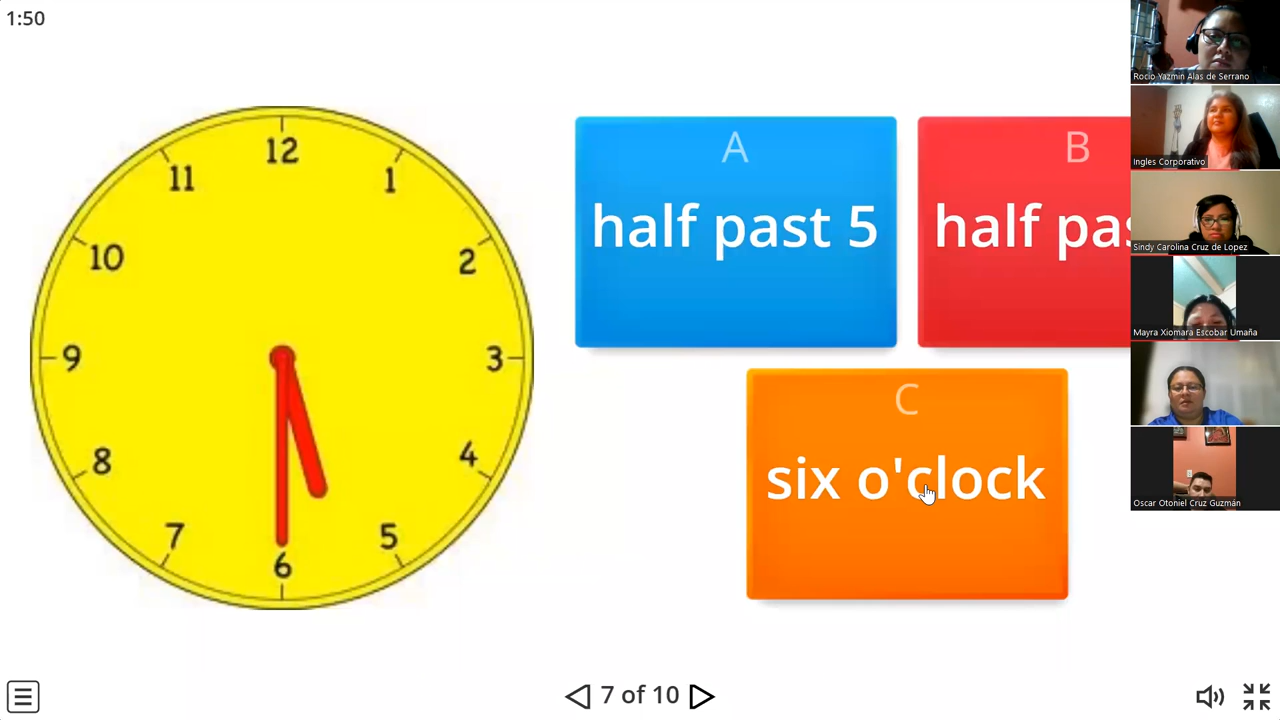 1:50
12
11
1
10
2
9
3
8
4
7
5
6
A
half past 5
B
half pas
C
six o'clock
7 of 10
Rocio Yazmin Alas de Serrano
Ingles Corporativo
Sindy Carolina Cruz de Lopez
Mayra Xiomara Escobar Umaña
Oscar Otoniel Cruz Guzmán